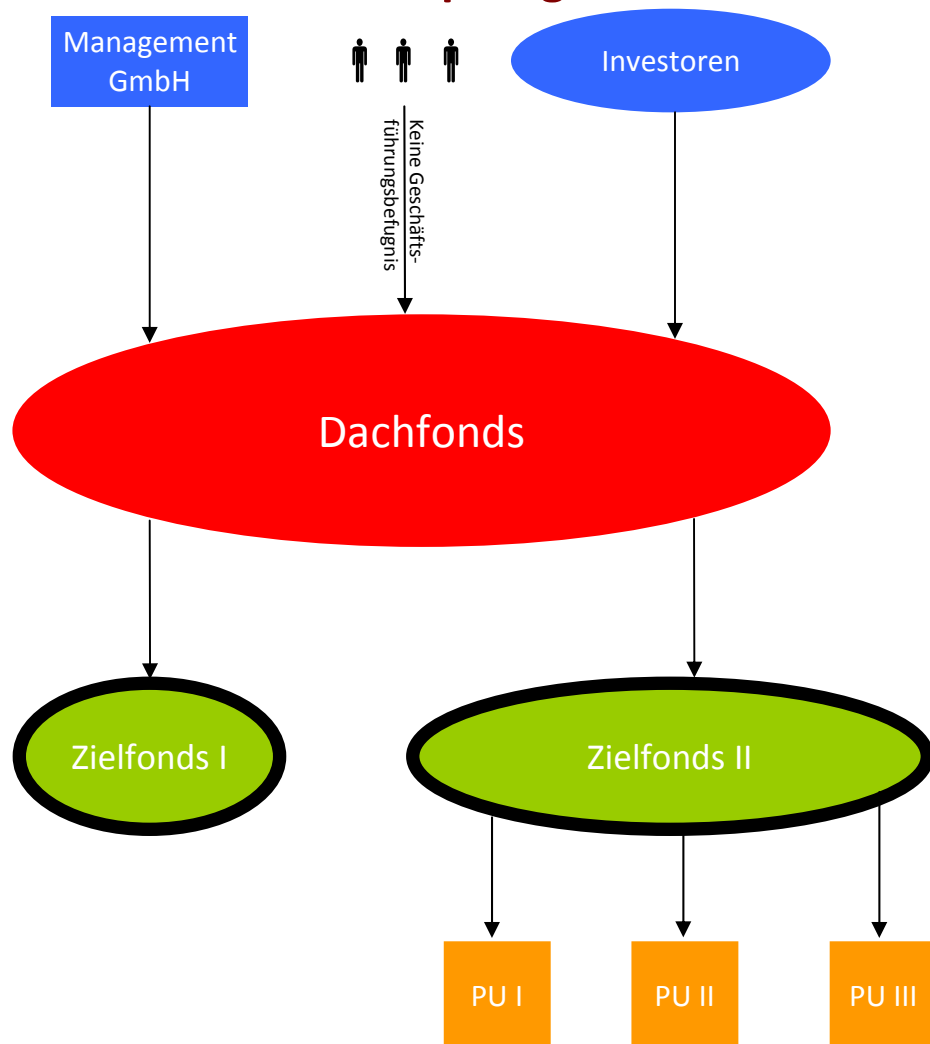 Management
GmbH
Investoren
Keine Geschäfts-
führungsbefugnis
Dachfonds
Zielfonds I
Zielfonds II
PU I
PU II
PU III